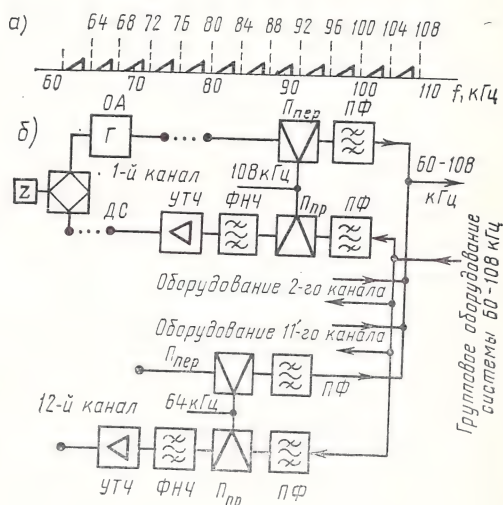 а)
64 68 72 76 80 84 88 92 96 100 104 108
60 70 80 90 100 110
f, кГц
б)
ОА
Г
Ппер
ПФ
60-108
кГц
108 кГц
Z
1-й канал
ДС
УТЧ
ФНЧ
Ппр
ПФ
Оборудование 2-го канала
Оборудование 11-го канала
Групповое оборудование
системы 60-108 кГц
Ппер
ПФ
64 кГц
12-й канал
УТЧ
ФНЧ
Ппр
ПФ